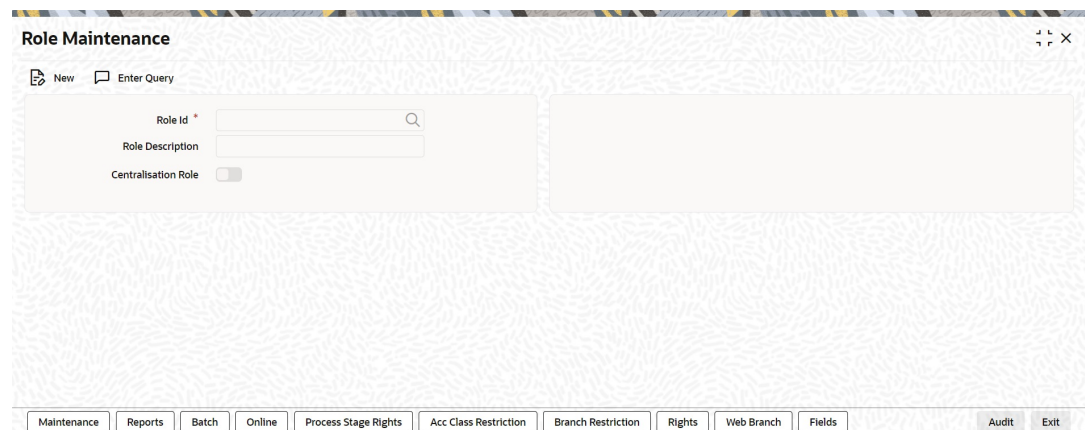 Role Maintenance
New Enter Query
Role Id *
Role Description
Centralisation Role
Maintenance Reports Batch Online Process Stage Rights Acc Class Restriction Branch Restriction Rights Web Branch Fields Audit Exit